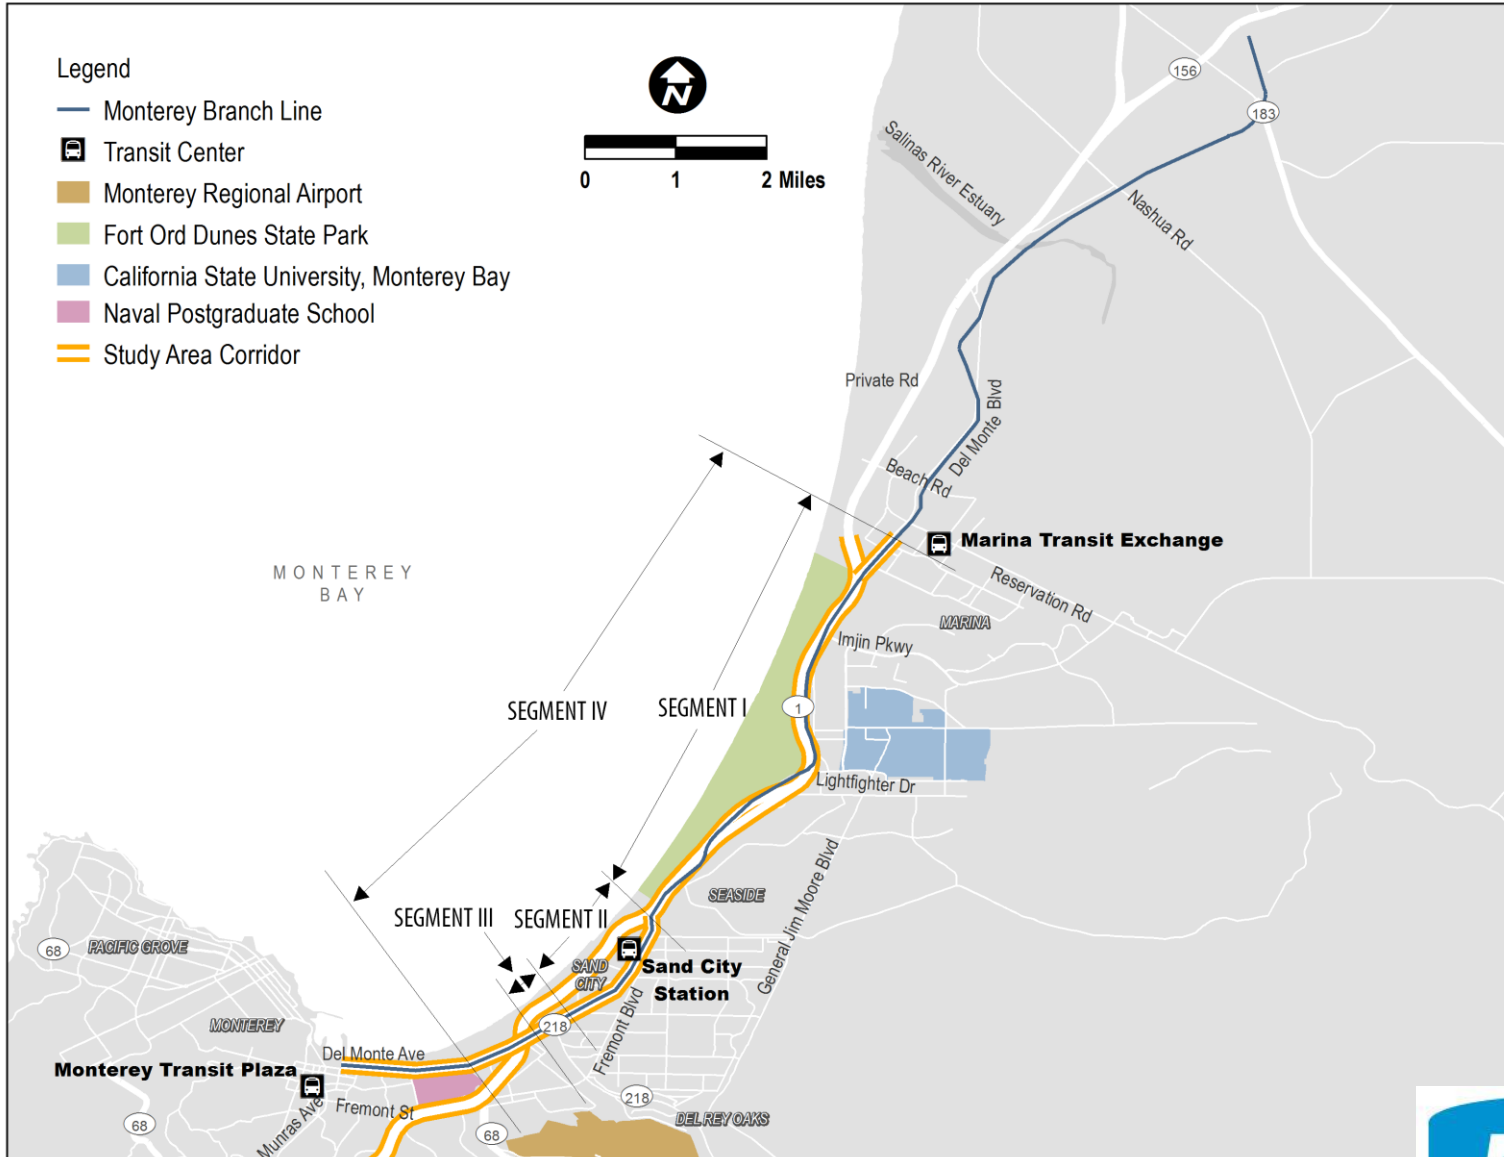 Legend
Monterey Branch Line
Transit Center
Monterey Regional Airport
Fort Ord Dunes State Park
California State University, Monterey Bay
Naval Postgraduate School
Study Area Corridor
N
0 1 2 Miles
156
183
Salinas River Estuary
Nashua Rd
Private Rd
Del Monte Blvd
Beach Rd
Marina Transit Exchange
Reservation Rd
MONTEREY
BAY
MARINA
Imjin Pkwy
SEGMENT IV
SEGMENT I
1
Lightfighter Dr
General Jim Moore Blvd
SEASIDE
SEGMENT III
SEGMENT II
68
PACIFIC GROVE
SAND
CITY
Sand City
Station
MONTEREY
218
Fremont Blvd
Del Monte Ave
Monterey Transit Plaza
Fremont St
Munras Ave
218
68
68
DEL REY OAKS